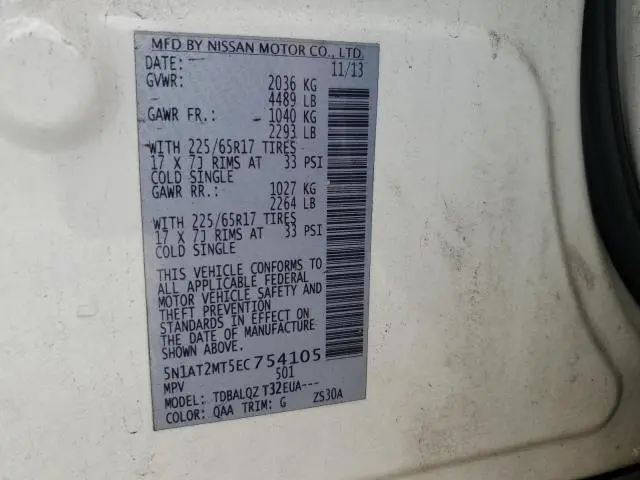 MFD BY NISSAN MOTOR CO., LTD.
DATE: 11/13
GVWR: 2036 KG
4489 LB
GAWR FR.: 1040 KG
2293 LB
WITH 225/65R17 TIRES
17 X 7J RIMS AT 33 PSI
COLD SINGLE
GAWR RR.: 1027 KG
2264 LB
WITH 225/65R17 TIRES
17 X 7J RIMS AT 33 PSI
COLD SINGLE
THIS VEHICLE CONFORMS TO
ALL APPLICABLE FEDERAL
MOTOR VEHICLE SAFETY AND
THEFT PREVENTION
STANDARDS IN EFFECT ON
THE DATE OF MANUFACTURE
SHOWN ABOVE.
5N1AT2MT5EC754105
MPV 501
MODEL: TDBALQZ T32EUA---
COLOR: QAA TRIM: G ZS30A